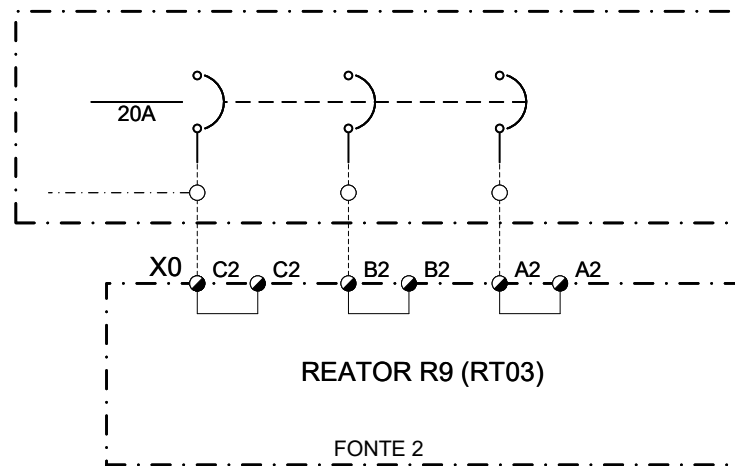 20A
X0 C2 C2 B2 B2 A2 A2
REATOR R9 (RT03)
FONTE 2